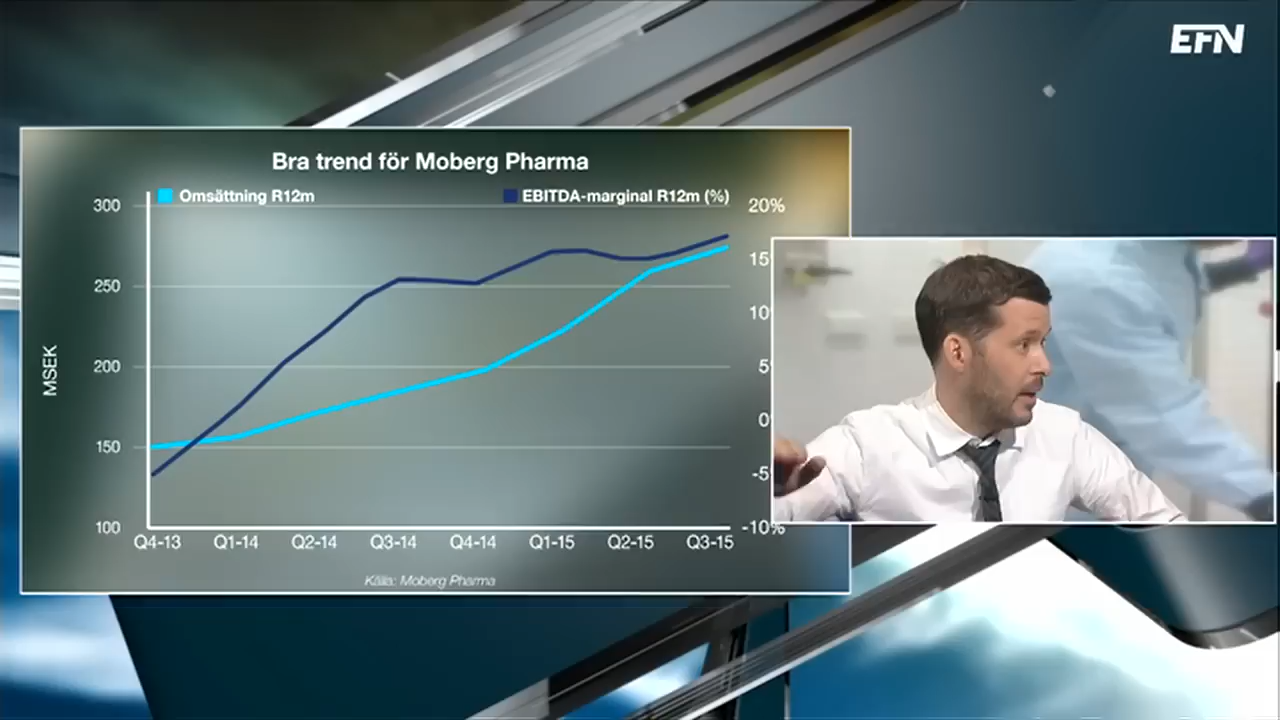 EFN
Bra trend för Moberg Pharma
Omsättning R12m
EBITDA-marginal R12m (%)
300
250
200
150
100
MSEK
20%
15
10
5
0
-5
-10%
Q4-13 Q1-14 Q2-14 Q3-14 Q4-14 Q1-15 Q2-15 Q3-15
Källa: Moberg Pharma